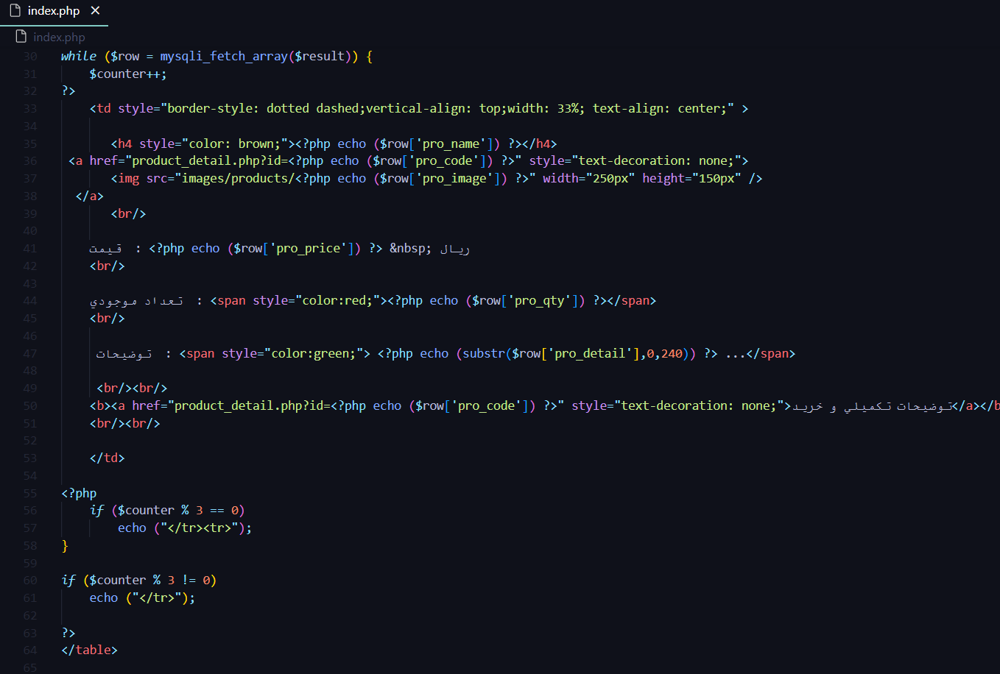 index.php ×
index.php
30 while ($row = mysqli_fetch_array($result)) {
31 $counter++;
32 ?>
33 <td style="border-style: dotted dashed;vertical-align: top;width: 33%; text-align: center;" >
34
35 <h4 style="color: brown;"><?php echo ($row['pro_name']) ?></h4>
36 <a href="product_detail.php?id=<?php echo ($row['pro_code']) ?>" style="text-decoration: none;">
37 <img src="images/products/<?php echo ($row['pro_image']) ?>" width="250px" height="150px" />
38 </a>
39 <br/>
40
41 قيمت : <?php echo ($row['pro_price']) ?> &nbsp; ريال
42 <br/>
43
44 تعداد موجودي : <span style="color:red;"><?php echo ($row['pro_qty']) ?></span>
45 <br/>
46
47 توضيحات : <span style="color:green;"> <?php echo (substr($row['pro_detail'],0,240)) ?> ...</span>
48
49 <br/><br/>
50 <b><a href="product_detail.php?id=<?php echo ($row['pro_code']) ?>" style="text-decoration: none;">توضيحات تكميلي و خريد</a></b
51 <br/><br/>
52
53 </td>
54
55 <?php
56 if ($counter % 3 == 0)
57 echo ("</tr><tr>");
58 }
59
60 if ($counter % 3 != 0)
61 echo ("</tr>");
62
63 ?>
64 </table>
65